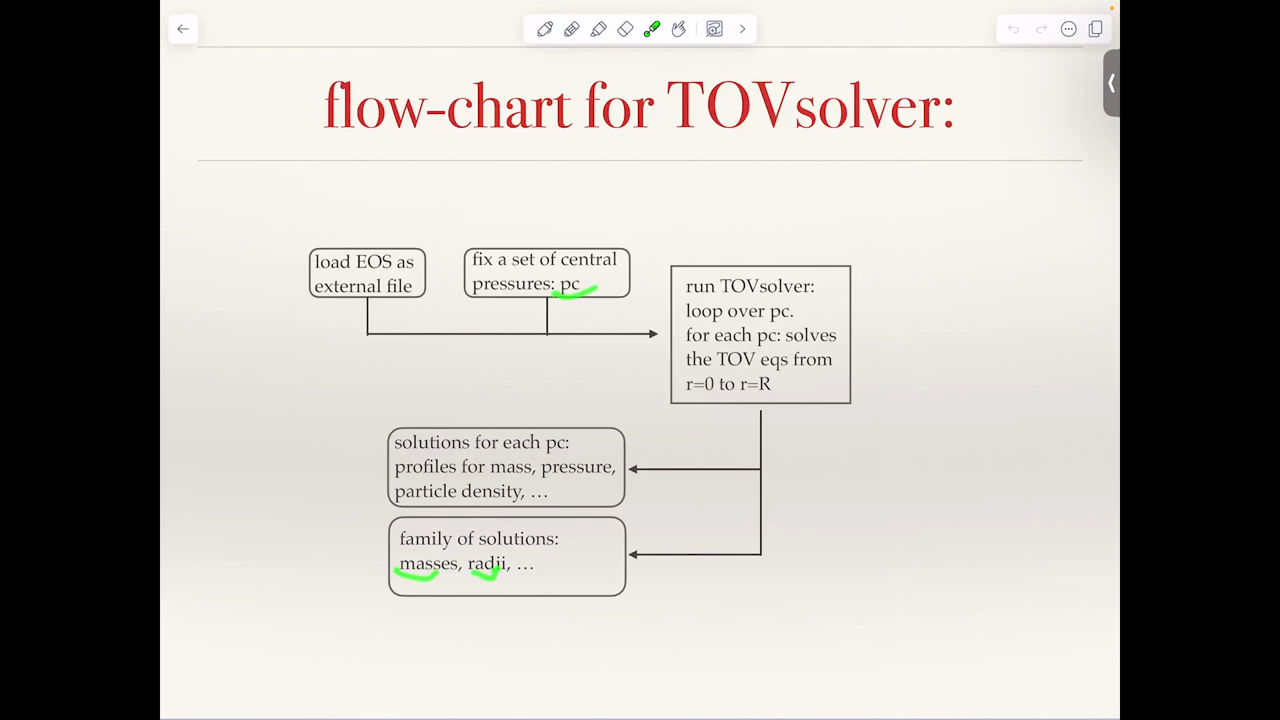 flow-chart for TOVsolver:
load EOS as
external file
fix a set of central
pressures: pc
run TOVsolver:
loop over pc.
for each pc: solves
the TOV eqs from
r=0 to r=R
solutions for each pc:
profiles for mass, pressure,
particle density, …
family of solutions:
masses, radii, …